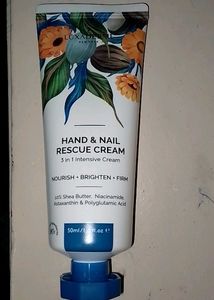 HAND & NAIL
RESCUE CREAM
3 in 1 Intensive Cream
NOURISH • BRIGHTEN • FIRM
Shea Butter, Niacinamide,
Astaxanthin & Polyglutamic Acid
50ml/